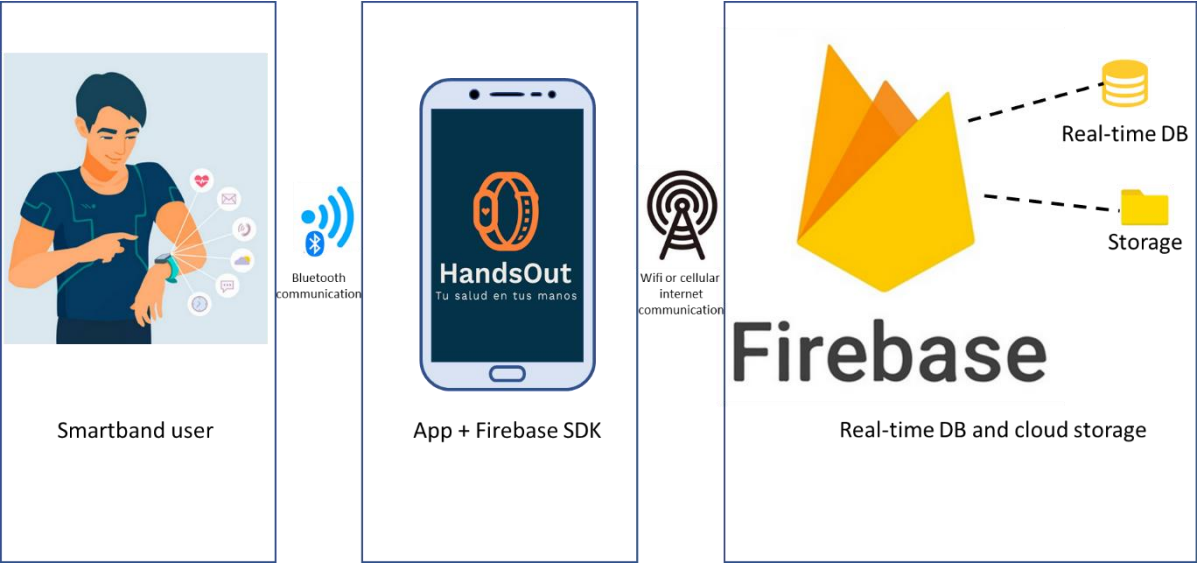 Smartband user
Bluetooth
communication
HandsOut
Tu salud en tus manos
App + Firebase SDK
Wifi or cellular
internet
communication
Real-time DB
Storage
Firebase
Real-time DB and cloud storage